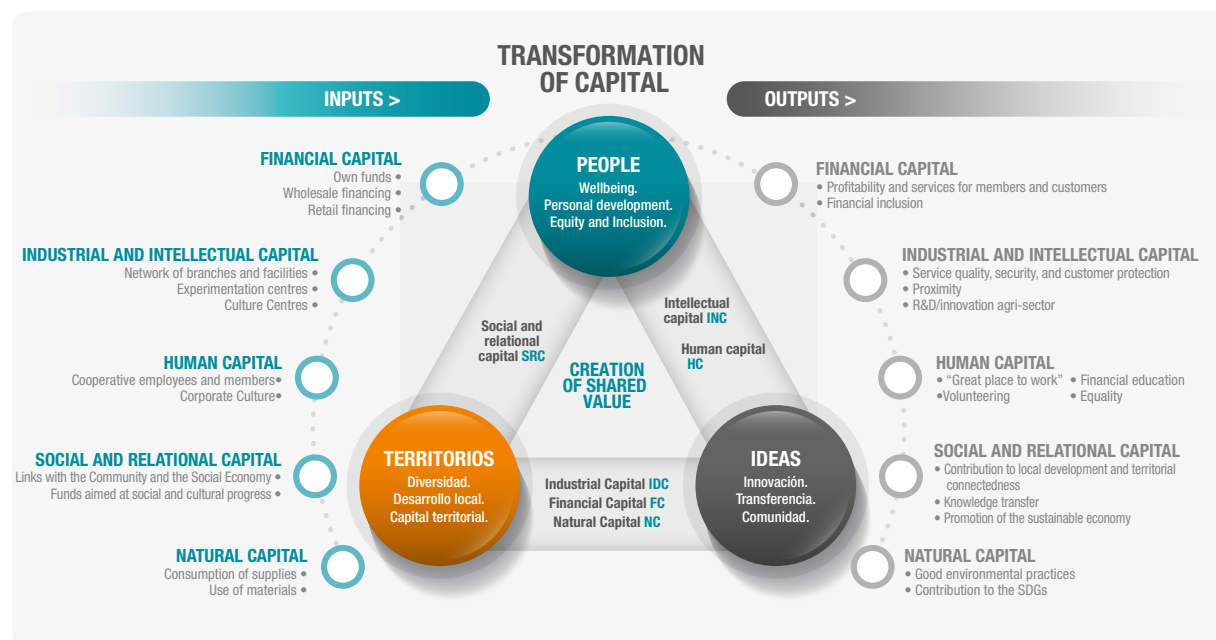 TRANSFORMATION
OF CAPITAL
INPUTS >
OUTPUTS >
FINANCIAL CAPITAL
Own funds •
Wholesale financing •
Retail financing •
INDUSTRIAL AND INTELLECTUAL CAPITAL
Network of branches and facilities •
Experimentation centres •
Culture Centres •
HUMAN CAPITAL
Cooperative employees and members•
Corporate Culture•
SOCIAL AND RELATIONAL CAPITAL
Links with the Community and the Social Economy •
Funds aimed at social and cultural progress •
NATURAL CAPITAL
Consumption of supplies •
Use of materials •
PEOPLE
Wellbeing.
Personal development.
Equity and Inclusion.
Social and
relational
capital SRC
Intellectual
capital INC
Human capital
HC
CREATION
OF SHARED
VALUE
TERRITORIOS
Diversidad.
Desarrollo local.
Capital territorial.
Industrial Capital IDC
Financial Capital FC
Natural Capital NC
IDEAS
Innovación.
Transferencia.
Comunidad.
FINANCIAL CAPITAL
• Profitability and services for members and customers
• Financial inclusion
INDUSTRIAL AND INTELLECTUAL CAPITAL
• Service quality, security, and customer protection
• Proximity
• R&D/innovation agri-sector
HUMAN CAPITAL
• “Great place to work” • Financial education
•Volunteering • Equality
SOCIAL AND RELATIONAL CAPITAL
• Contribution to local development and territorial
connectedness
• Knowledge transfer
• Promotion of the sustainable economy
NATURAL CAPITAL
• Good environmental practices
• Contribution to the SDGs